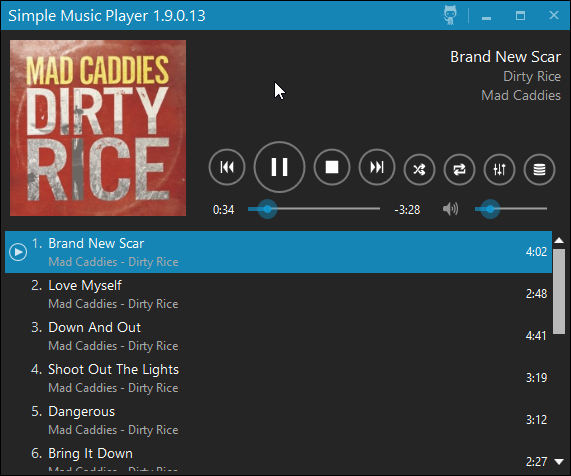 Simple Music Player 1.9.0.13
MAD CADDIES
DIRTY
RICE
Brand New Scar
Dirty Rice
Mad Caddies
0:34
-3:28
1. Brand New Scar
Mad Caddies - Dirty Rice
4:02
2. Love Myself
Mad Caddies - Dirty Rice
2:48
3. Down And Out
Mad Caddies - Dirty Rice
4:41
4. Shoot Out The Lights
Mad Caddies - Dirty Rice
3:19
5. Dangerous
Mad Caddies - Dirty Rice
3:12
6. Bring It Down
Mad Caddies - Dirty Rice
2:27